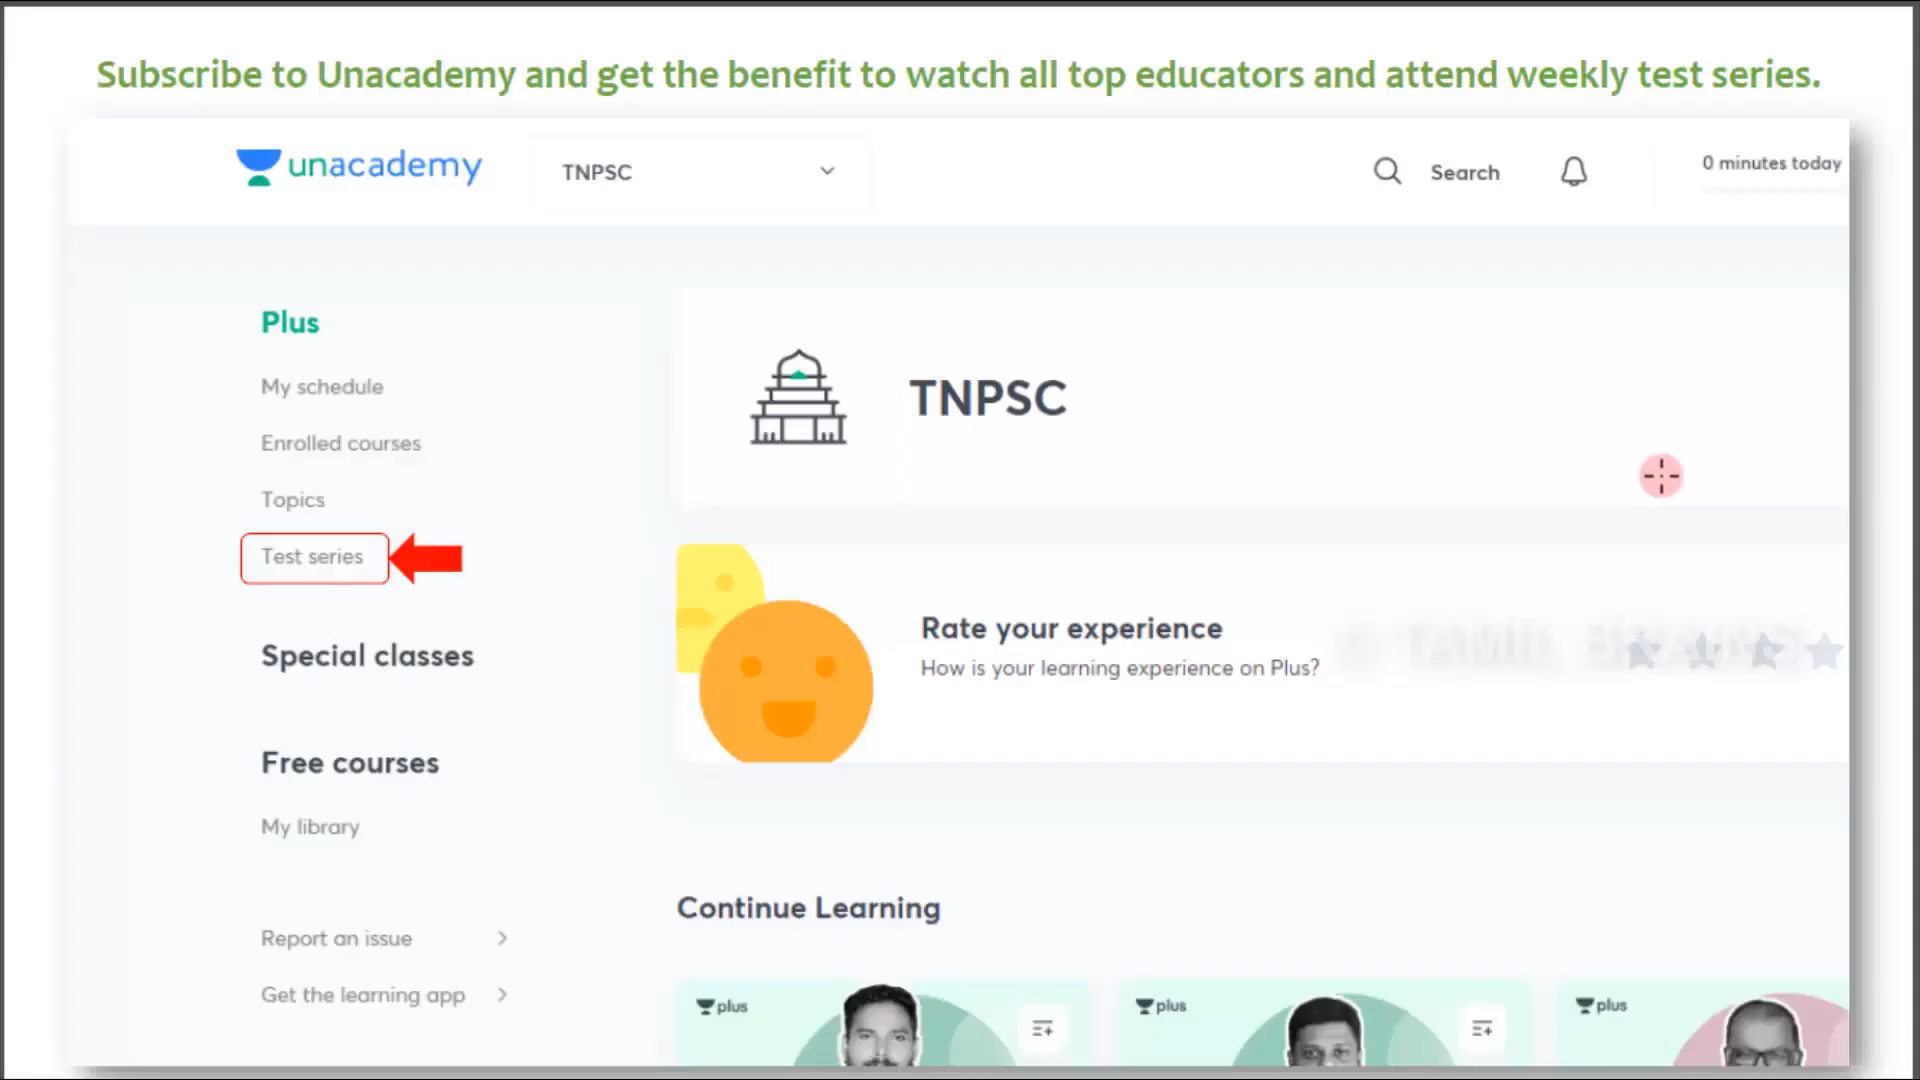 Subscribe to Unacademy and get the benefit to watch all top educators and attend weekly test series.
unacademy
TNPSC
Search
0 minutes today
Plus
My schedule
Enrolled courses
Topics
Test series
Special classes
Free courses
My library
Report an issue
Get the learning app
TNPSC
Rate your experience
How is your learning experience on Plus?
TAMIL BRAINS
Continue Learning
plus
plus
plus